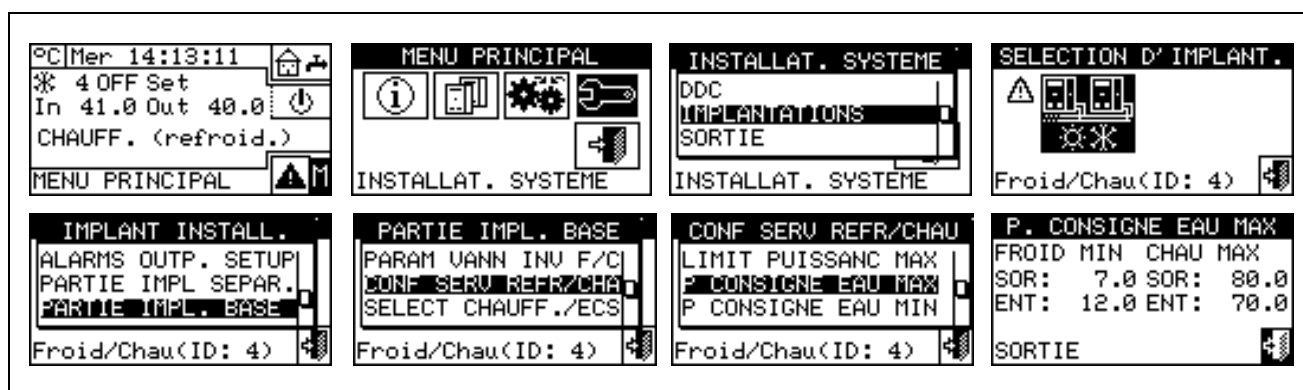 °C Mer 14:13:11
4 OFF Set
In 41.0 Out 40.0
CHAUFF. (refroid.)
MENU PRINCIPAL M
MENU PRINCIPAL
INSTALLAT. SYSTEME
INSTALLAT. SYSTEME
DDC
IMPLANTATIONS
SORTIE
INSTALLAT. SYSTEME
SELECTION D'IMPLANT.
Froid/Chau(ID: 4)
IMPLANT INSTALL.
ALARMS OUTP. SETUP
PARTIE IMPL SEPAR.
PARTIE IMPL. BASE
Froid/Chau(ID: 4)
PARTIE IMPL. BASE
PARAM VANN INV F/C
CONF SERV REFR/CHA
SELECT CHAUFF./ECS
Froid/Chau(ID: 4)
CONF SERV REFR/CHAU
LIMIT PUISSANC MAX
P CONSIGNE EAU MAX
P CONSIGNE EAU MIN
Froid/Chau(ID: 4)
P. CONSIGNE EAU MAX
FROID MIN CHAU MAX
SOR: 7.0 SOR: 80.0
ENT: 12.0 ENT: 70.0
SORTIE